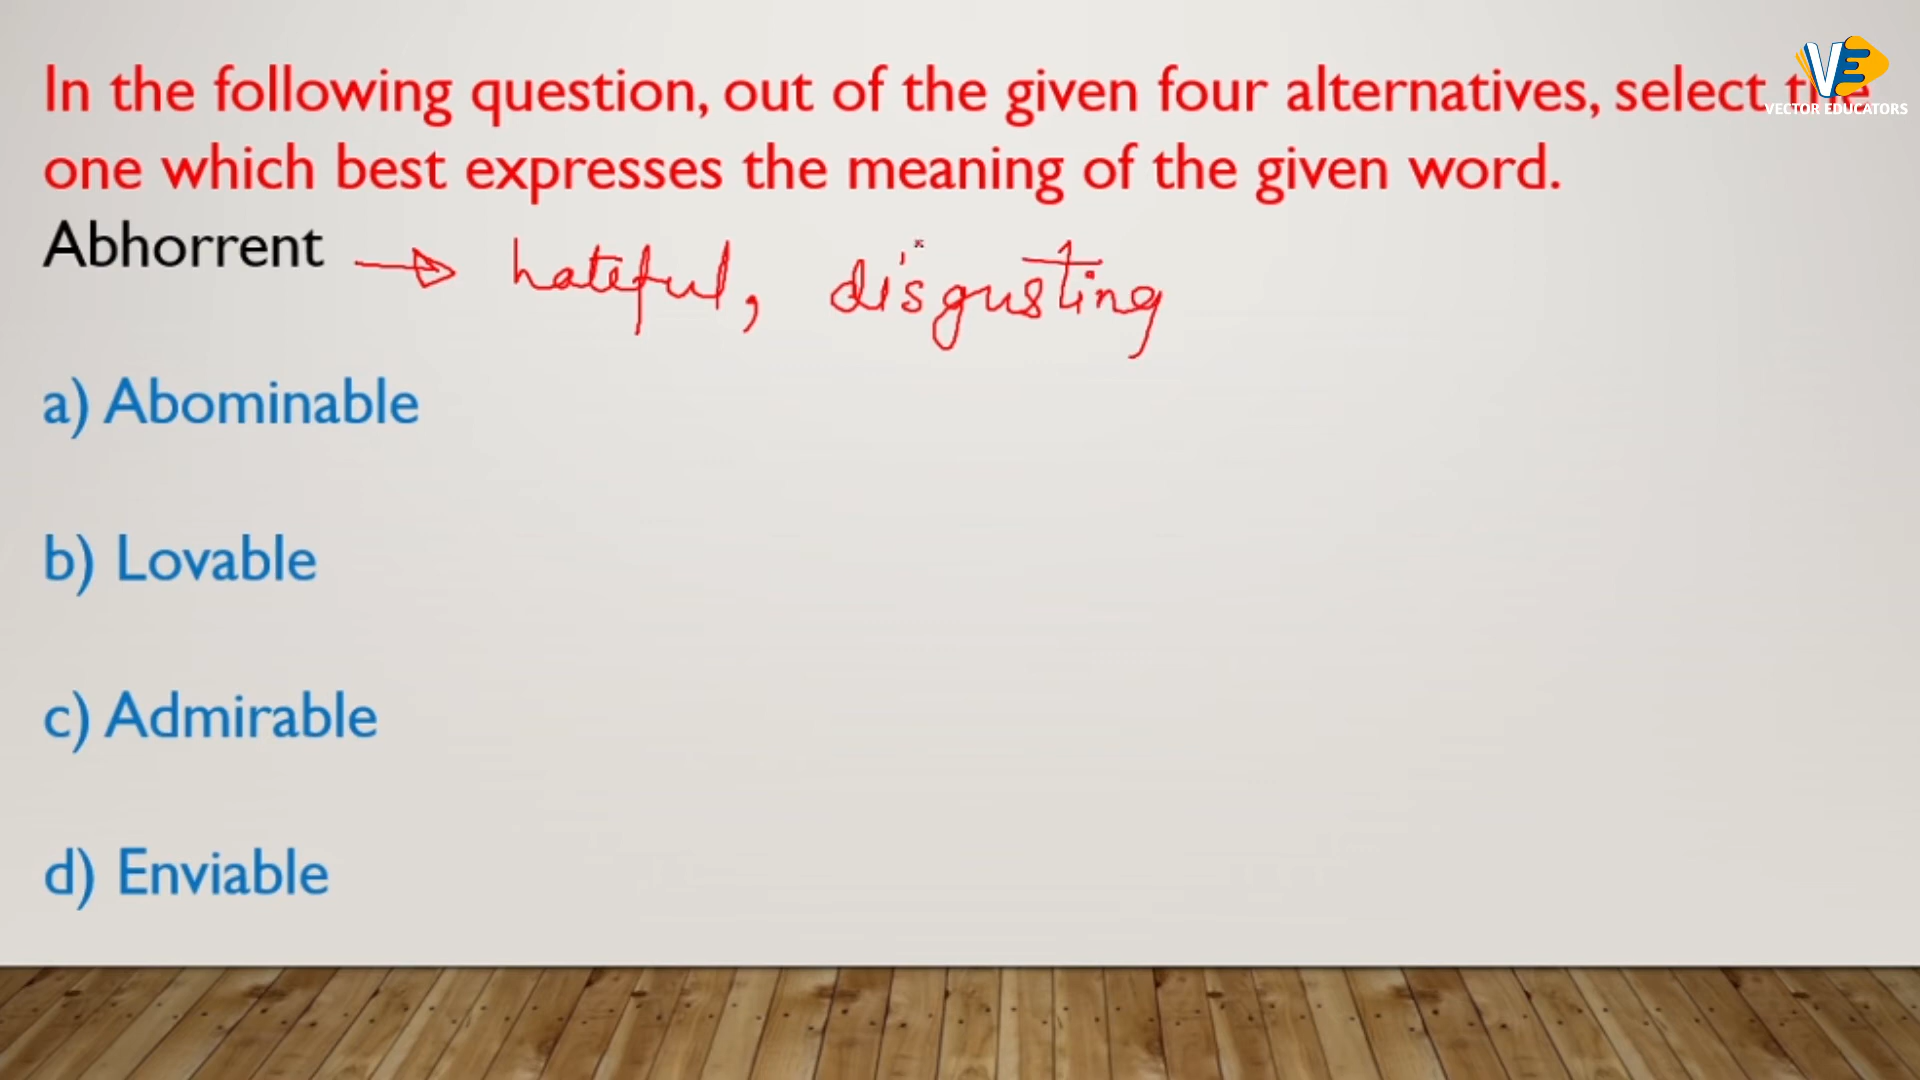 In the following question, out of the given four alternatives, select the
one which best expresses the meaning of the given word.
Abhorrent → hateful, disgusting
a) Abominable
b) Lovable
c) Admirable
d) Enviable
VE
VECTOR EDUCATORS